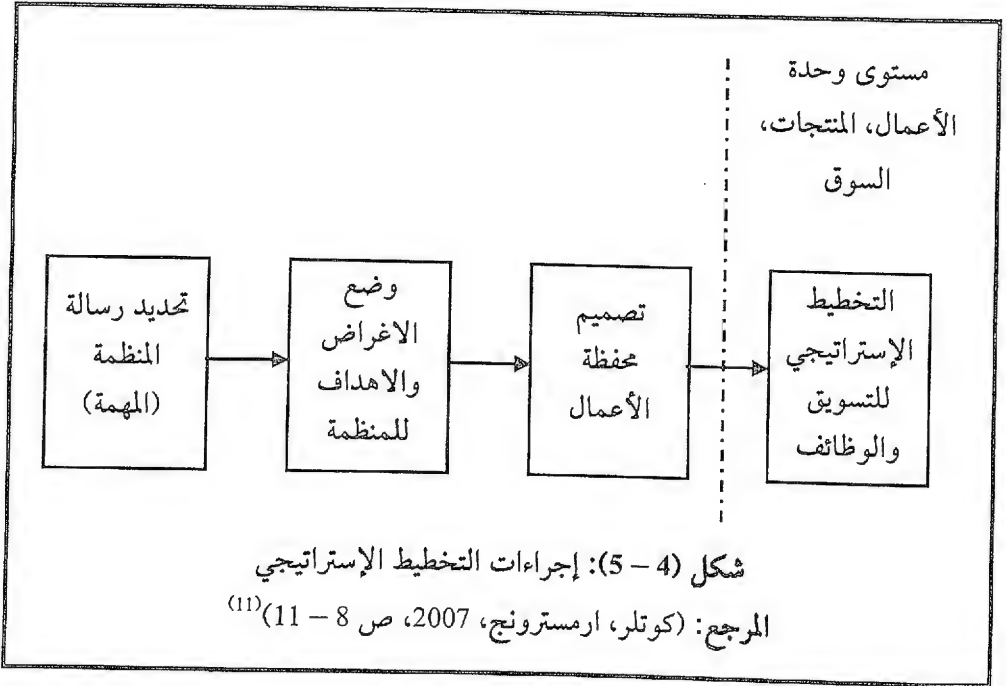 مستوى وحدة
الأعمال، المنتجات،
السوق
تحديد رسالة
المنظمة
(المهمة)
وضع
الاغراض
والاهداف
للمنظمة
تصميم
محفظة
الأعمال
التخطيط
الإستراتيجي
للتسويق
والوظائف
شكل (4 – 5): إجراءات التخطيط الإستراتيجي
المرجع: (كوتلر، ارمسترونج، 2007، ص 8 – 11)(11)